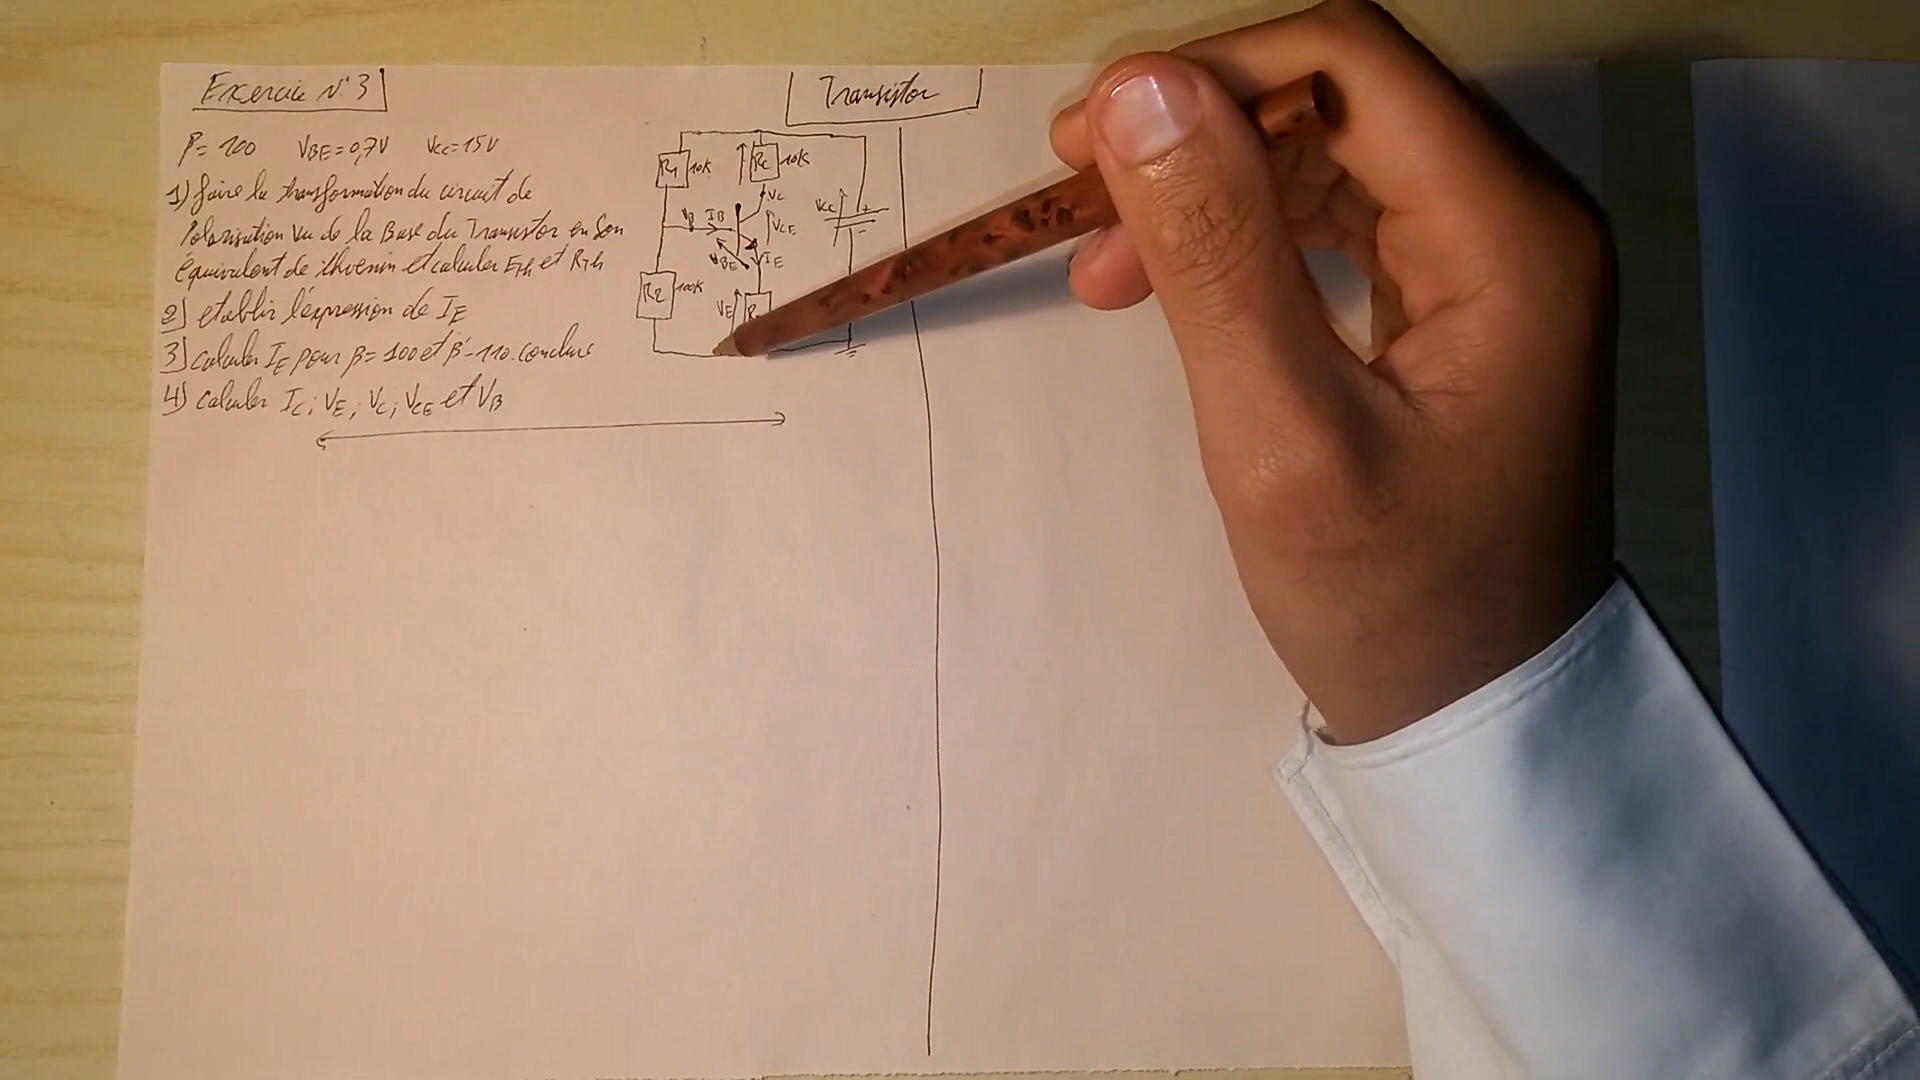 Exercice N°3
Transistor
β= 100 VBE=0,7V Vcc=15V
1) faire la transformation du circuit de
Polarisation vu de la Base du Transistor en son
équivalent de thvenin et calculer ETh et RTh
2) etablir l'expression de IE
3) calculer IE pour β= 100 et β'=110. conclure
4) calculer IC; VE; VC; VCE et VB
R1 10K
RC 10K
VC
VB IB
VCE
Vcc + -
VBE
IE
R2 100K
VE